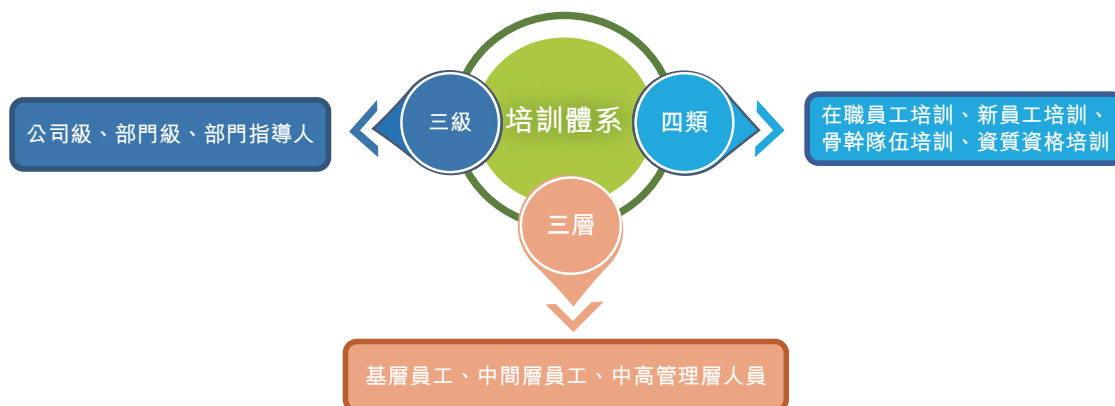 培訓體系
三級
四類
三層
公司級、部門級、部門指導人
在職員工培訓、新員工培訓、
骨幹隊伍培訓、資質資格培訓
基層員工、中間層員工、中高管理層人員